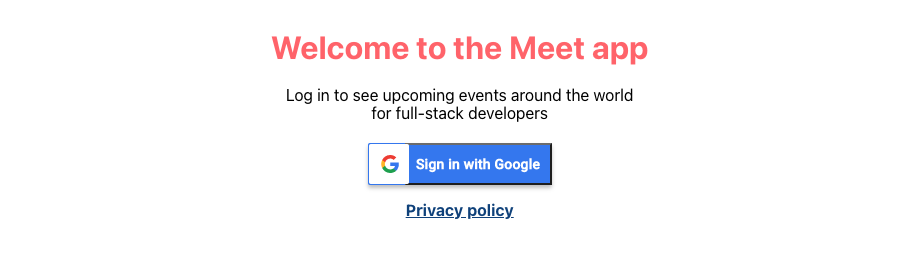 Welcome to the Meet app
Log in to see upcoming events around the world
for full-stack developers
Sign in with Google
Privacy policy